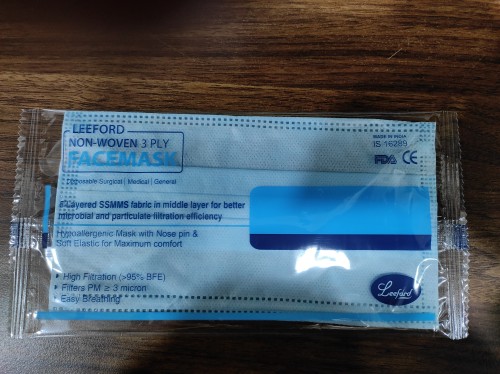 LEEFORD
NON-WOVEN 3 PLY
FACEMASK
Disposable Surgical | Medical | General
MADE IN INDIA
IS-16289
FDA CE
Layered SSMMS fabric in middle layer for better
microbial and particulate filtration efficiency
Hypoallergenic Mask with Nose pin &
Soft Elastic for Maximum comfort
High Filtration (>95% BFE)
Filters PM ≥ 3 micron
Easy Breathing
Leeford